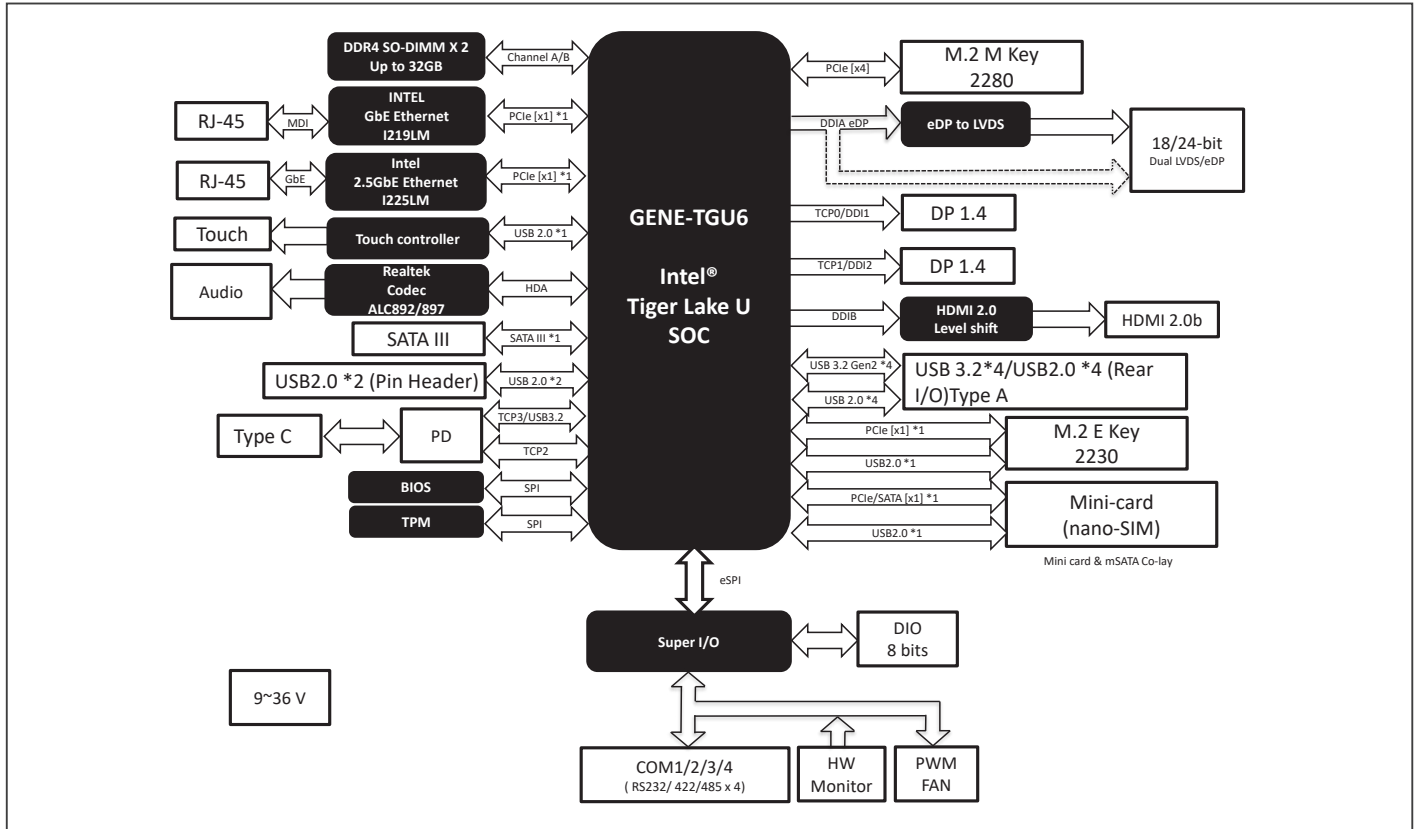 DDR4 SO-DIMM X 2
Up to 32GB
Channel A/B
RJ-45
MDI
INTEL
GbE Ethernet
I219LM
PCIe [x1] *1
RJ-45
GbE
Intel
2.5GbE Ethernet
I225LM
PCIe [x1] *1
Touch
Touch controller
USB 2.0 *1
Audio
Realtek
Codec
ALC892/897
HDA
SATA III
SATA III *1
USB2.0 *2 (Pin Header)
USB 2.0 *2
Type C
PD
TCP3/USB3.2
TCP2
BIOS
SPI
TPM
SPI
GENE-TGU6
Intel®
Tiger Lake U
SOC
PCIe [x4]
M.2 M Key
2280
DDIA eDP
eDP to LVDS
18/24-bit
Dual LVDS/eDP
TCP0/DDI1
DP 1.4
TCP1/DDI2
DP 1.4
DDIB
HDMI 2.0
Level shift
HDMI 2.0b
USB 3.2 Gen2 *4
USB 2.0 *4
USB 3.2*4/USB2.0 *4 (Rear
I/O)Type A
PCIe [x1] *1
USB2.0 *1
M.2 E Key
2230
PCIe/SATA [x1] *1
USB2.0 *1
Mini-card
(nano-SIM)
Mini card & mSATA Co-lay
eSPI
Super I/O
DIO
8 bits
9~36 V
COM1/2/3/4
( RS232/ 422/485 x 4)
HW
Monitor
PWM
FAN